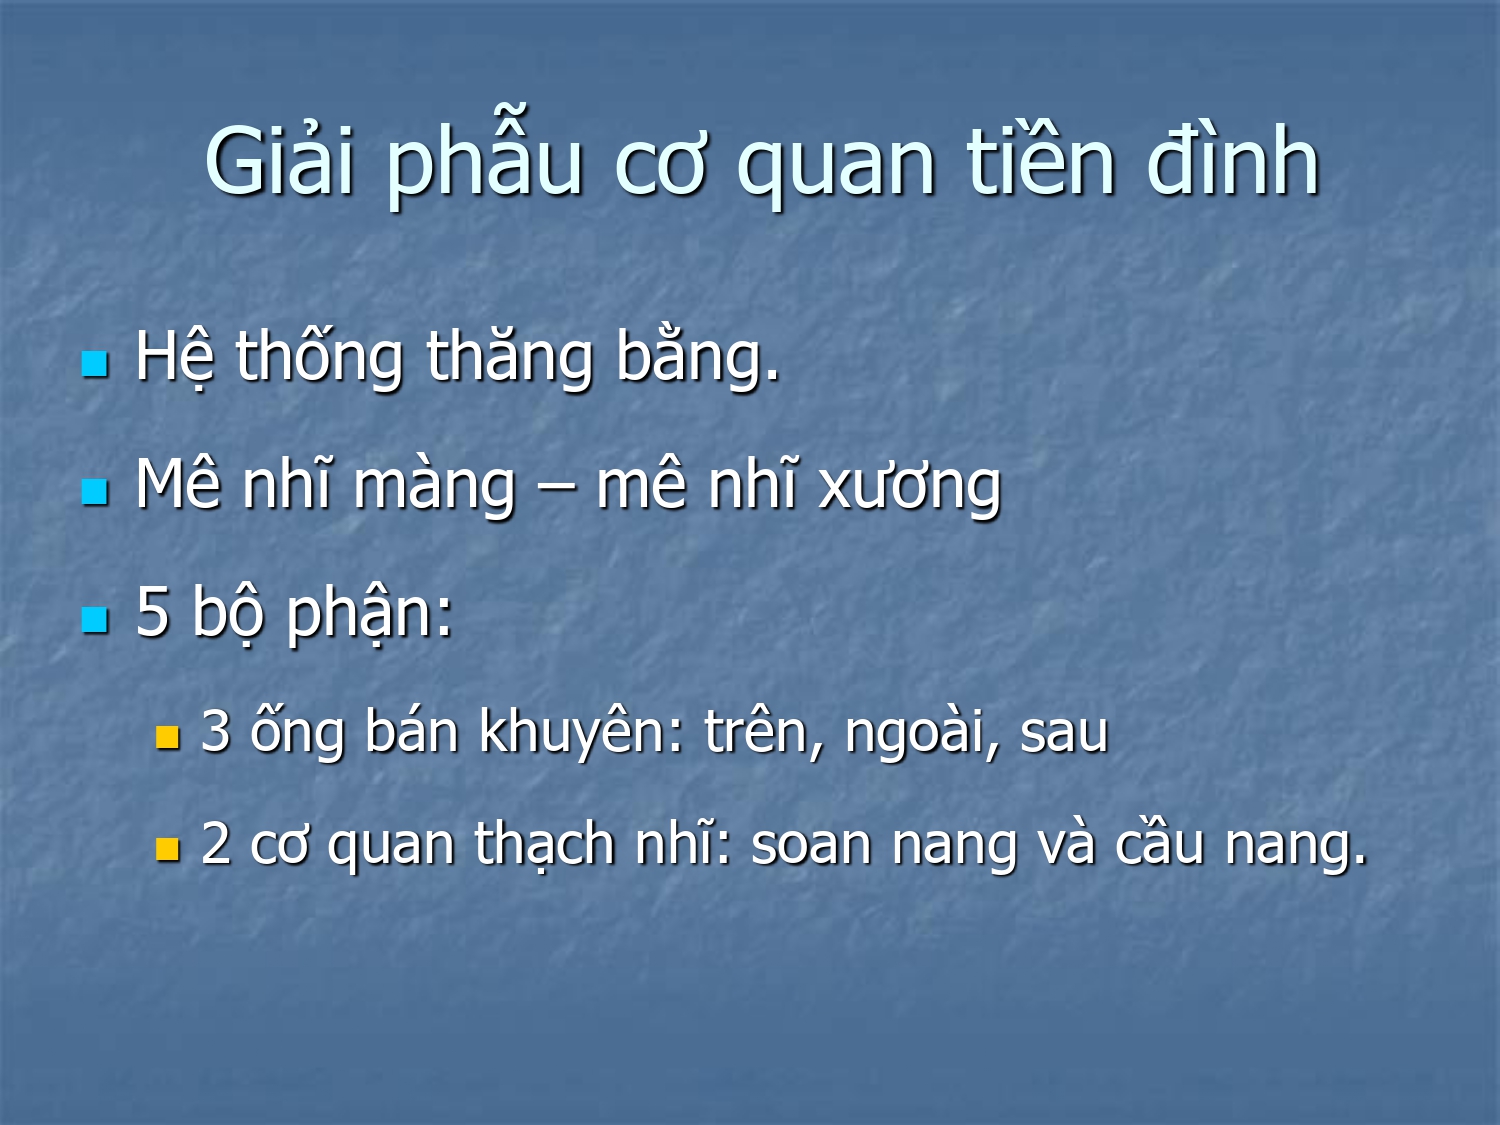 Giải phẫu cơ quan tiền đình
Hệ thống thăng bằng.
Mê nhĩ màng – mê nhĩ xương
5 bộ phận:
3 ống bán khuyên: trên, ngoài, sau
2 cơ quan thạch nhĩ: soan nang và cầu nang.